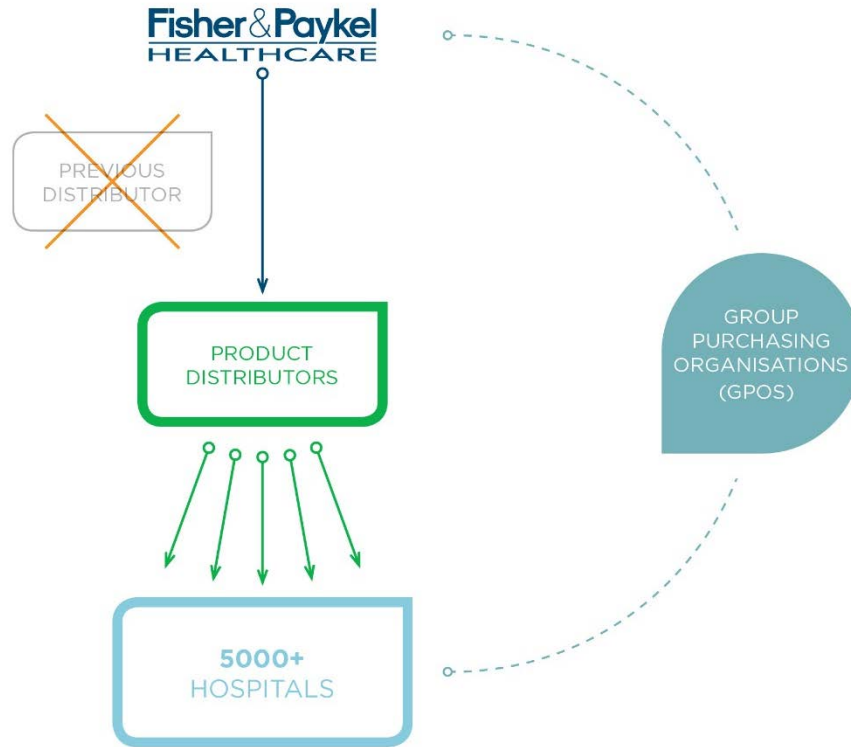 Fisher&Paykel
HEALTHCARE
PREVIOUS
DISTRIBUTOR
PRODUCT
DISTRIBUTORS
GROUP
PURCHASING
ORGANISATIONS
(GPOS)
5000+
HOSPITALS